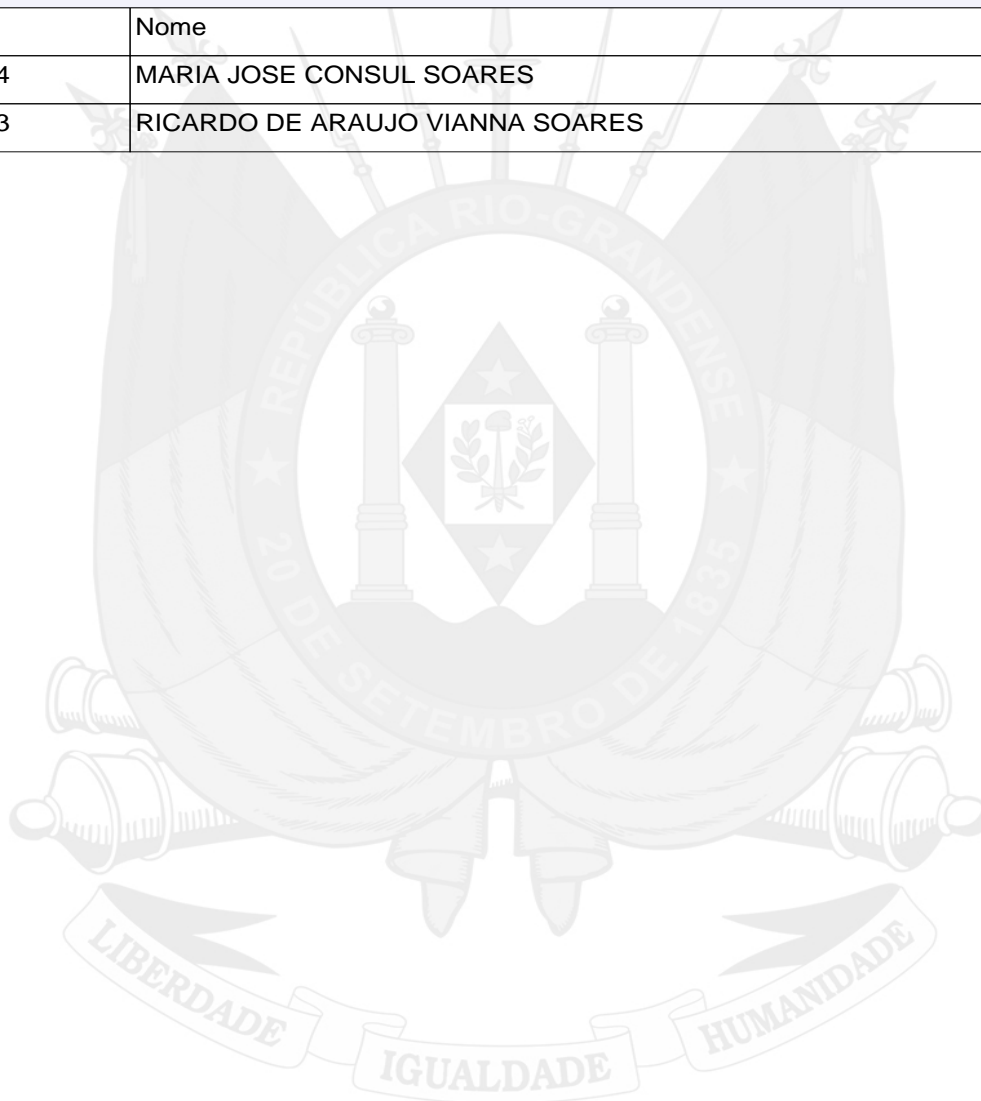 Nome
4 MARIA JOSE CONSUL SOARES
3 RICARDO DE ARAUJO VIANNA SOARES
REPUBLICA RIO-GRANDENSE
20 DE SETEMBRO DE 1835
LIBERDADE IGUALDADE HUMANIDADE